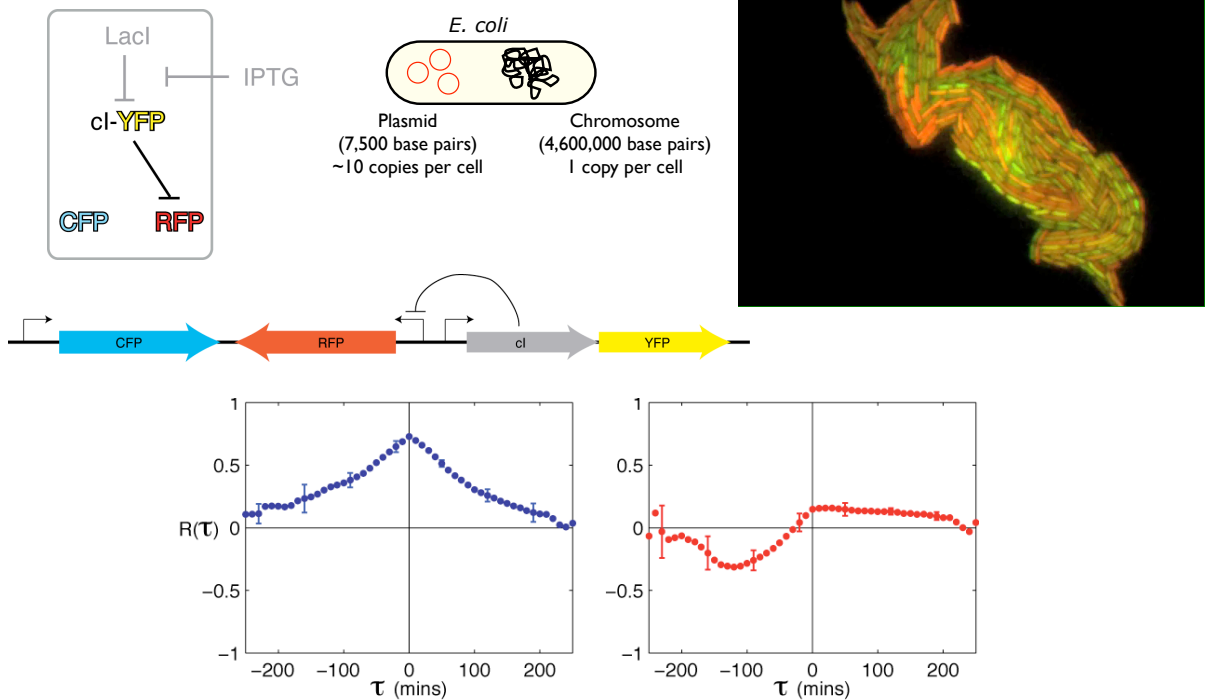 LacI
IPTG
cI-YFP
CFP
RFP
E. coli
Plasmid
(7,500 base pairs)
~10 copies per cell
Chromosome
(4,600,000 base pairs)
1 copy per cell
CFP
RFP
cI
YFP
1
0.5
R(τ)
0
−0.5
−1
−200
−100
0
100
200
τ (mins)
1
0.5
0
−0.5
−1
−200
−100
0
100
200
τ (mins)